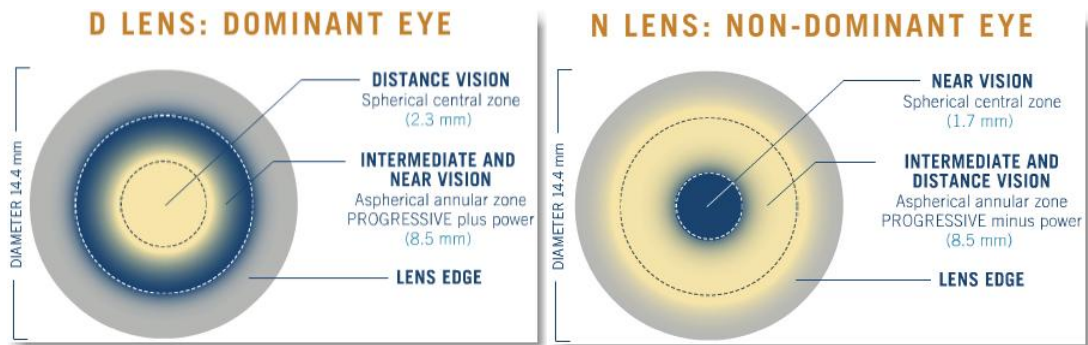 D LENS: DOMINANT EYE
DIAMETER 14.4 mm
DISTANCE VISION
Spherical central zone
(2.3 mm)
INTERMEDIATE AND
NEAR VISION
Aspherical annular zone
PROGRESSIVE plus power
(8.5 mm)
LENS EDGE
N LENS: NON-DOMINANT EYE
DIAMETER 14.4 mm
NEAR VISION
Spherical central zone
(1.7 mm)
INTERMEDIATE AND
DISTANCE VISION
Aspherical annular zone
PROGRESSIVE minus power
(8.5 mm)
LENS EDGE